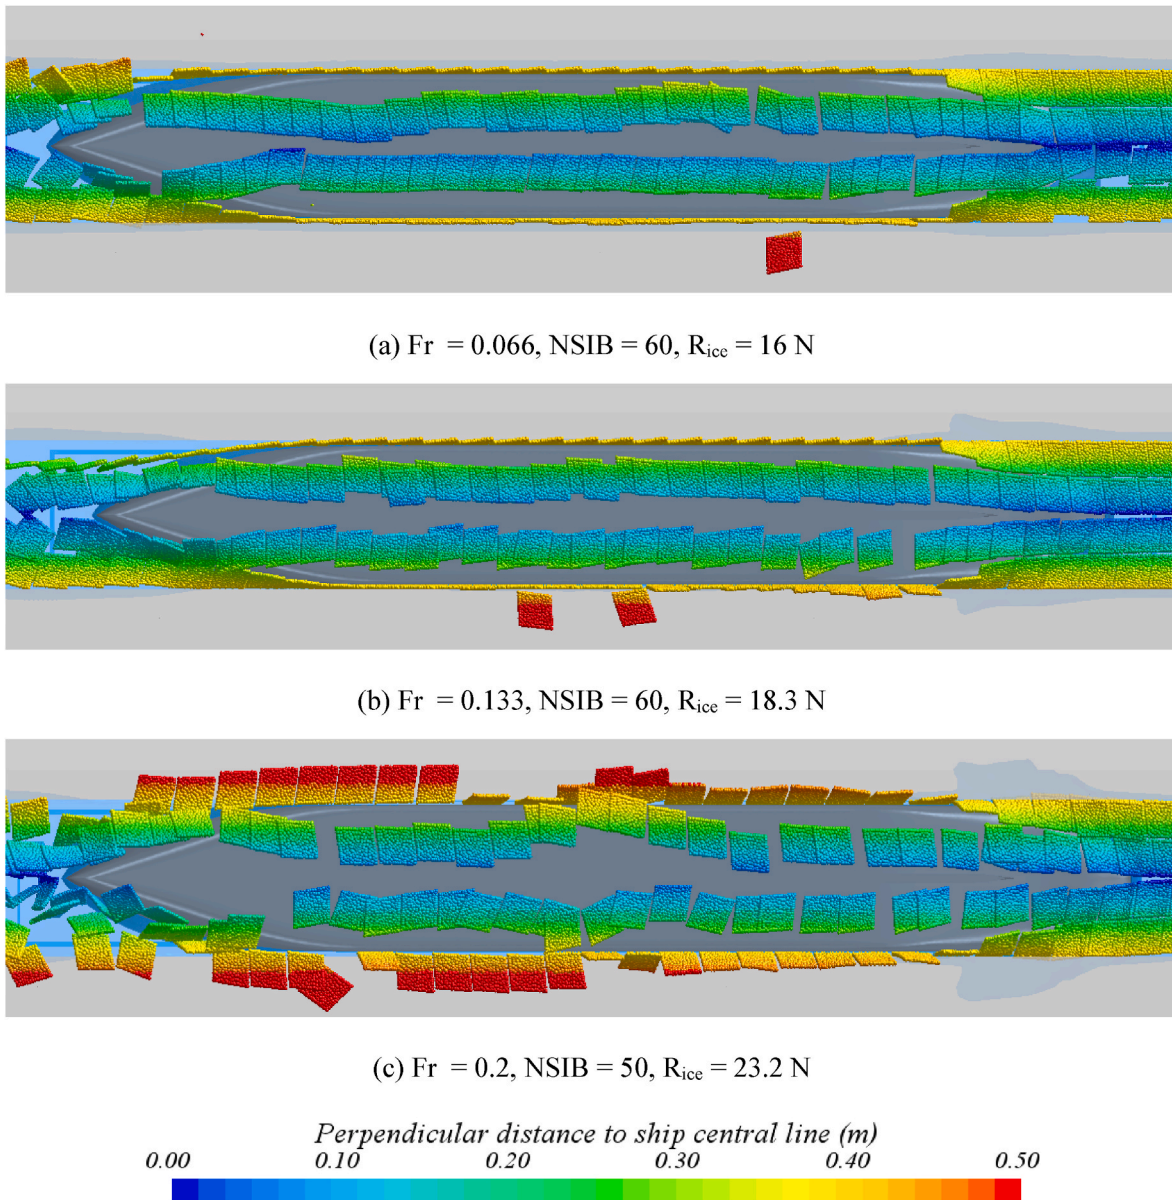 (a) Fr = 0.066, NSIB = 60, Rice = 16 N
(b) Fr = 0.133, NSIB = 60, Rice = 18.3 N
(c) Fr = 0.2, NSIB = 50, Rice = 23.2 N
Perpendicular distance to ship central line (m)
0.00 0.10 0.20 0.30 0.40 0.50